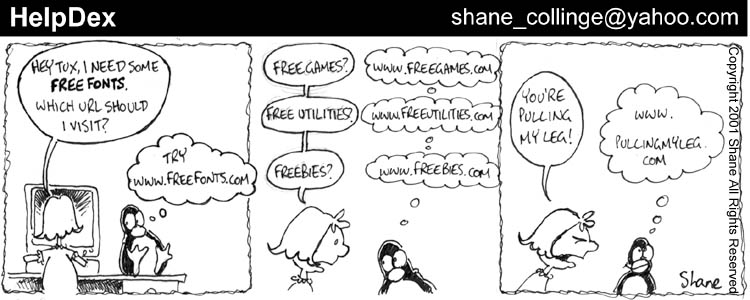 HelpDex
shane_collinge@yahoo.com
HEY TUX, I NEED SOME
FREE FONTS.
WHICH URL SHOULD
I VISIT?
TRY
WWW.FREEFONTS.COM
FREE GAMES?
WWW.FREEGAMES.COM
FREE UTILITIES?
WWW.FREEUTILITIES.COM
FREEBIES?
WWW.FREEBIES.COM
YOU'RE
PULLING
MY LEG!
WWW.
PULLINGMYLEG.
COM
Shane
Copyright 2001 Shane All Rights Reserved